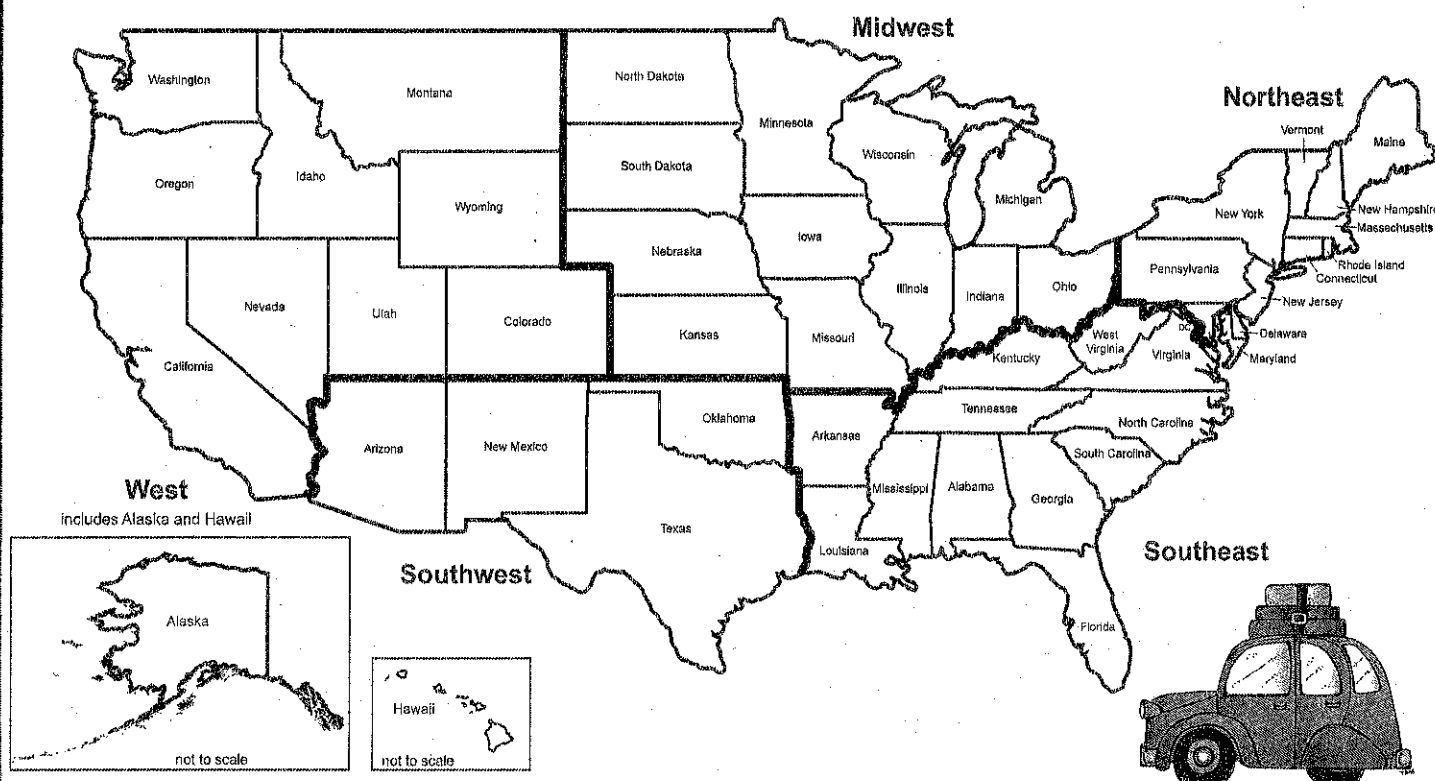 Midwest
Northeast
Washington
Montana
North Dakota
Minnesota
Vermont
Maine
Oregon
Idaho
Wyoming
South Dakota
Wisconsin
Michigan
New York
New Hampshire
Massachusetts
Nebraska
Iowa
Pennsylvania
Rhode Island
Connecticut
Nevada
Utah
Colorado
Illinois
Indiana
Ohio
New Jersey
California
Kansas
Missouri
West
Virginia
DC
Delaware
Kentucky
Virginia
Maryland
Arizona
New Mexico
Oklahoma
Arkansas
Tennessee
North Carolina
South Carolina
West
includes Alaska and Hawaii
Texas
Mississippi
Alabama
Georgia
Louisiana
Southwest
Southeast
Florida
Alaska
not to scale
Hawaii
not to scale